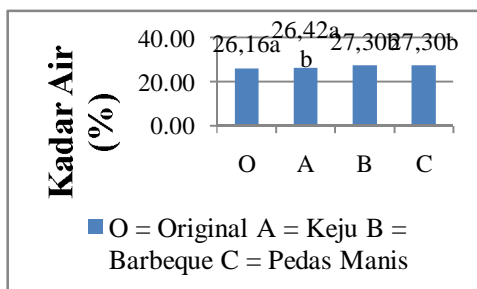 Kadar Air
(%)
40.00
20.00
0.00
26,16a
26,42a
b
27,30b
27,30b
O A B C
O = Original A = Keju B =
Barbeque C = Pedas Manis